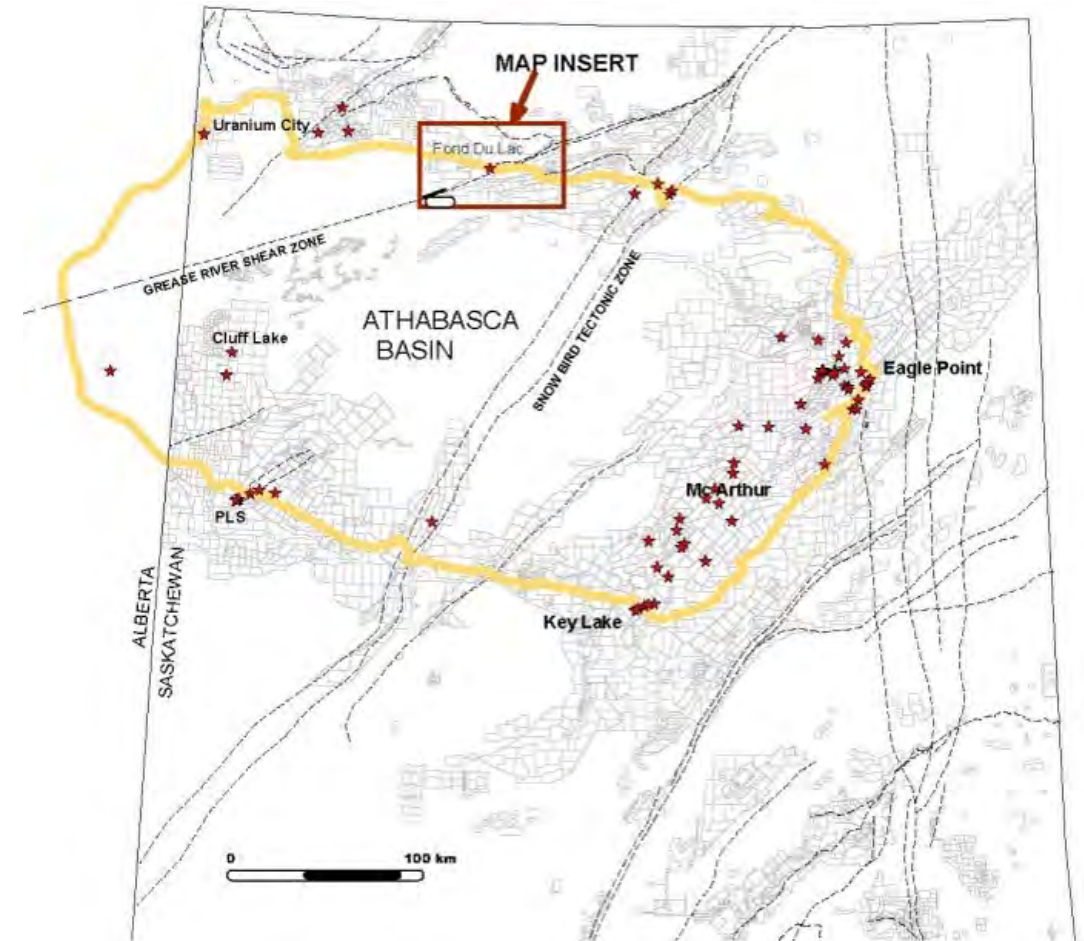 MAP INSERT
Uranium City
Fond Du Lac
GREASE RIVER SHEAR ZONE
ATHABASCA
BASIN
SNOW BIRD TECTONIC ZONE
Cluff Lake
Eagle Point
McArthur
PLS
ALBERTA
SASKATCHEWAN
Key Lake
0 100 km